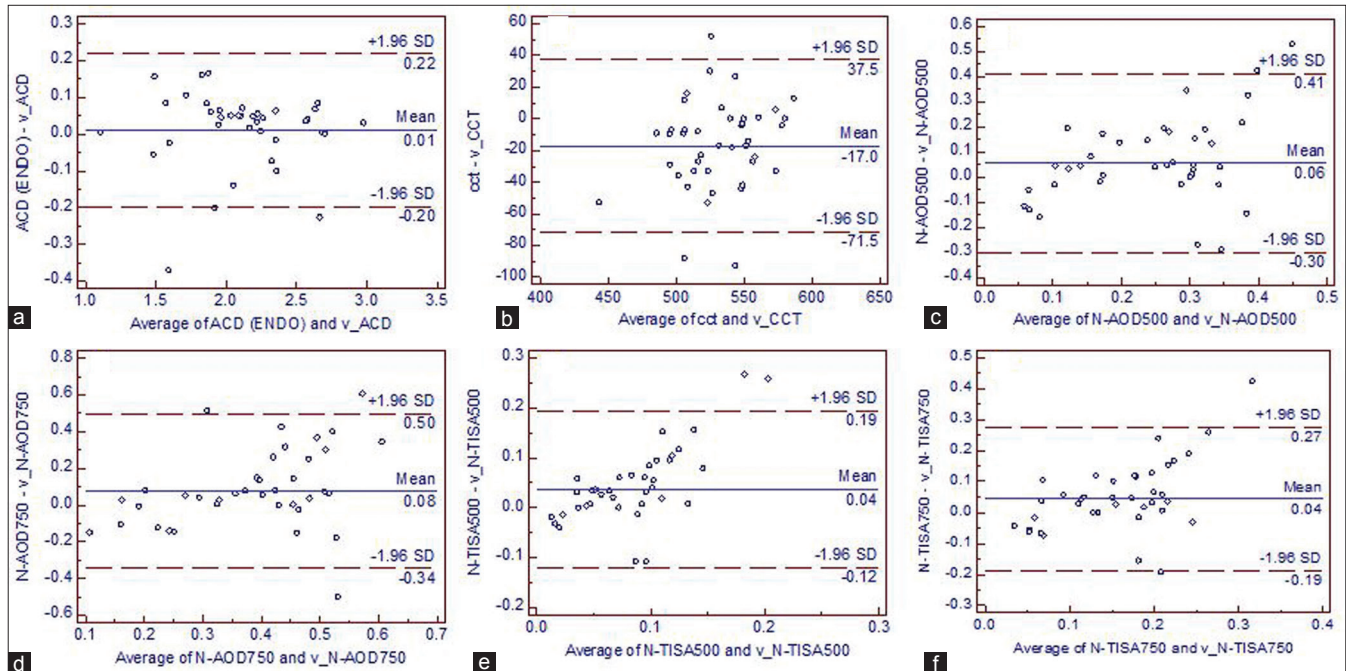 0.3
0.2
0.1
0.0
-0.1
-0.2
-0.3
-0.4
ACD (ENDO) - v_ACD
+1.96 SD
0.22
Mean
0.01
-1.96 SD
-0.20
1.0 1.5 2.0 2.5 3.0 3.5
Average of ACD (ENDO) and v_ACD
a
60
40
20
0
-20
-40
-60
-80
-100
cct - v_CCT
+1.96 SD
37.5
Mean
-17.0
-1.96 SD
-71.5
400 450 500 550 600 650
Average of cct and v_CCT
b
0.6
0.5
0.4
0.3
0.2
0.1
0.0
-0.1
-0.2
-0.3
-0.4
N-AOD500 - v_N-AOD500
+1.96 SD
0.41
Mean
0.06
-1.96 SD
-0.30
0.0 0.1 0.2 0.3 0.4 0.5
Average of N-AOD500 and v_N-AOD500
c
0.8
0.6
0.4
0.2
0.0
-0.2
-0.4
-0.6
N-AOD750 - v_N-AOD750
+1.96 SD
0.50
Mean
0.08
-1.96 SD
-0.34
0.1 0.2 0.3 0.4 0.5 0.6 0.7
Average of N-AOD750 and v_N-AOD750
d
0.3
0.2
0.1
0.0
-0.1
-0.2
N-TISA500 - v_N-TISA500
+1.96 SD
0.19
Mean
0.04
-1.96 SD
-0.12
0.0 0.1 0.2 0.3
Average of N-TISA500 and v_N-TISA500
e
0.5
0.4
0.3
0.2
0.1
0.0
-0.1
-0.2
-0.3
N-TISA750 - v_N-TISA750
+1.96 SD
0.27
Mean
0.04
-1.96 SD
-0.19
0.0 0.1 0.2 0.3 0.4
Average of N-TISA750 and v_N-TISA750
f